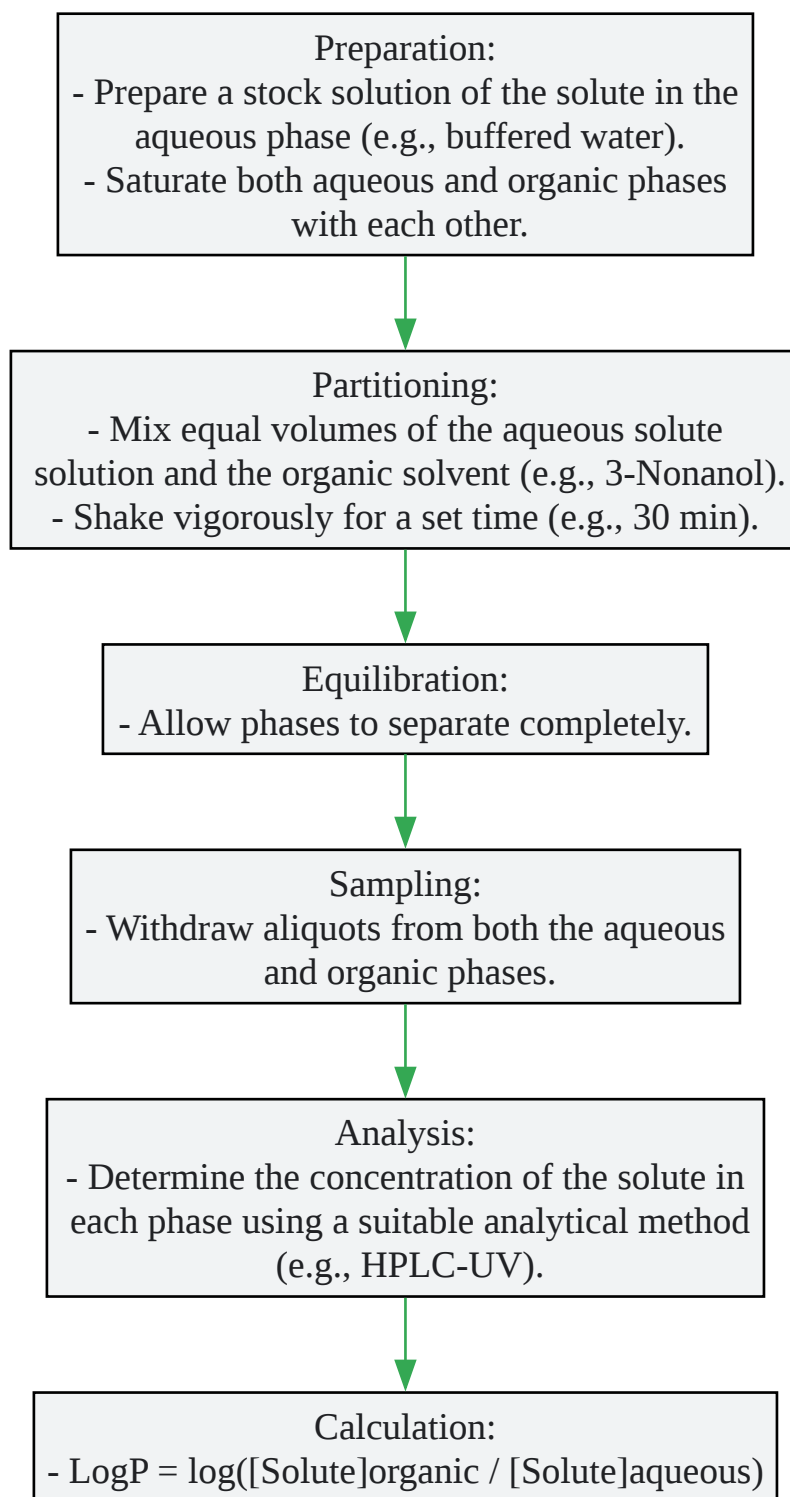 Preparation:
- Prepare a stock solution of the solute in the
aqueous phase (e.g., buffered water).
- Saturate both aqueous and organic phases
with each other.
Partitioning:
- Mix equal volumes of the aqueous solute
solution and the organic solvent (e.g., 3-Nonanol).
- Shake vigorously for a set time (e.g., 30 min).
Equilibration:
- Allow phases to separate completely.
Sampling:
- Withdraw aliquots from both the aqueous
and organic phases.
Analysis:
- Determine the concentration of the solute in
each phase using a suitable analytical method
(e.g., HPLC-UV).
Calculation:
- LogP = log([Solute]organic / [Solute]aqueous)